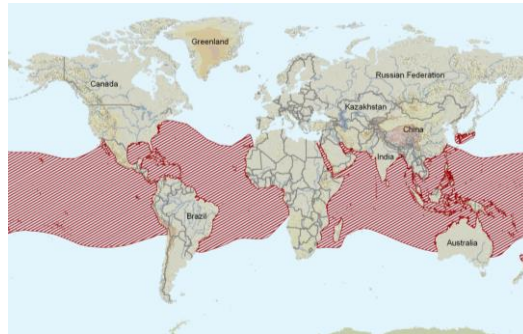 Greenland
Canada
Russian Federation
Kazakhstan
China
India
Brazil
Australia